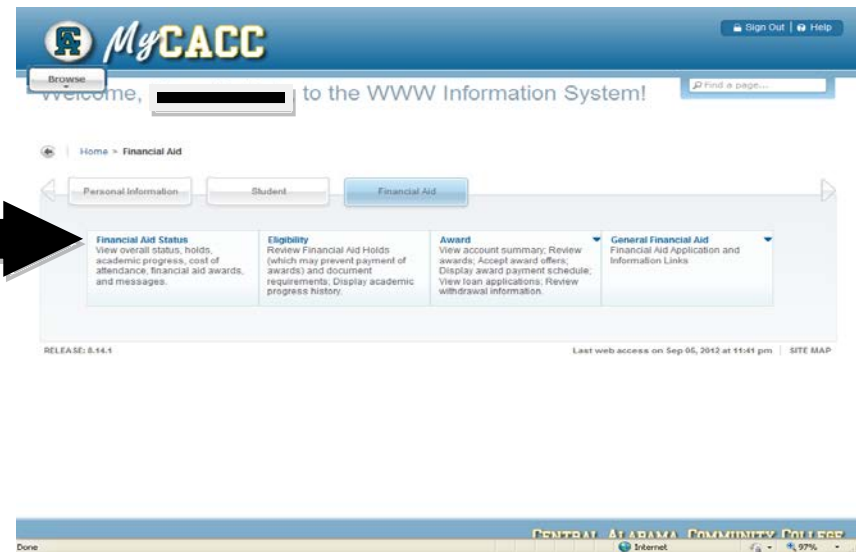 Sign Out | Help
MyCACC
Browse
Welcome, to the WWW Information System!
Find a page...
Home > Financial Aid
Personal Information
Student
Financial Aid
Financial Aid Status
View overall status, holds,
academic progress, cost of
attendance, financial aid awards,
and messages.
Eligibility
Review Financial Aid Holds
(which may prevent payment of
awards) and document
requirements; Display academic
progress history.
Award
View account summary; Review
awards; Accept award offers;
Display award payment schedule;
View loan applications; Review
withdrawal information.
General Financial Aid
Financial Aid Application and
Information Links
RELEASE: 8.14.1
Last web access on Sep 05, 2012 at 11:41 pm | SITE MAP
CENTRAL ALABAMA COMMUNITY COLLEGE
Done
Internet
97%